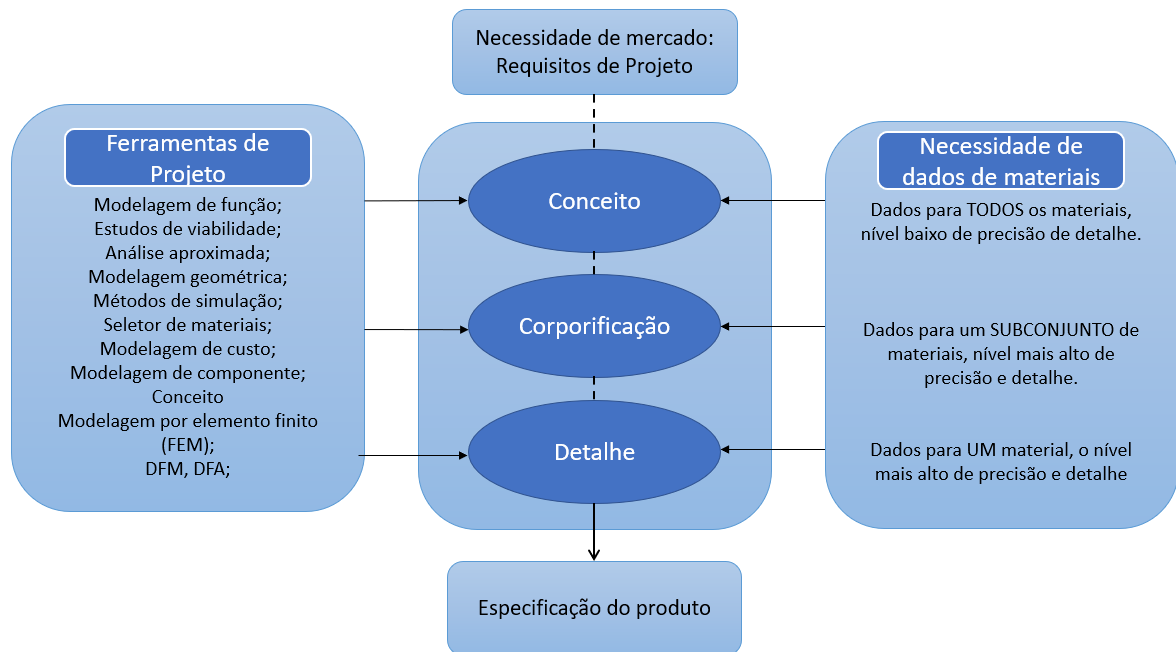 Necessidade de mercado:
Requisitos de Projeto
Ferramentas de
Projeto
Modelagem de função;
Estudos de viabilidade;
Análise aproximada;
Modelagem geométrica;
Métodos de simulação;
Seletor de materiais;
Modelagem de custo;
Modelagem de componente;
Conceito
Modelagem por elemento finito
(FEM);
DFM, DFA;
Conceito
Corporificação
Detalhe
Necessidade de
dados de materiais
Dados para TODOS os materiais,
nível baixo de precisão de detalhe.
Dados para um SUBCONJUNTO de
materiais, nível mais alto de
precisão e detalhe.
Dados para UM material, o nível
mais alto de precisão e detalhe
Especificação do produto